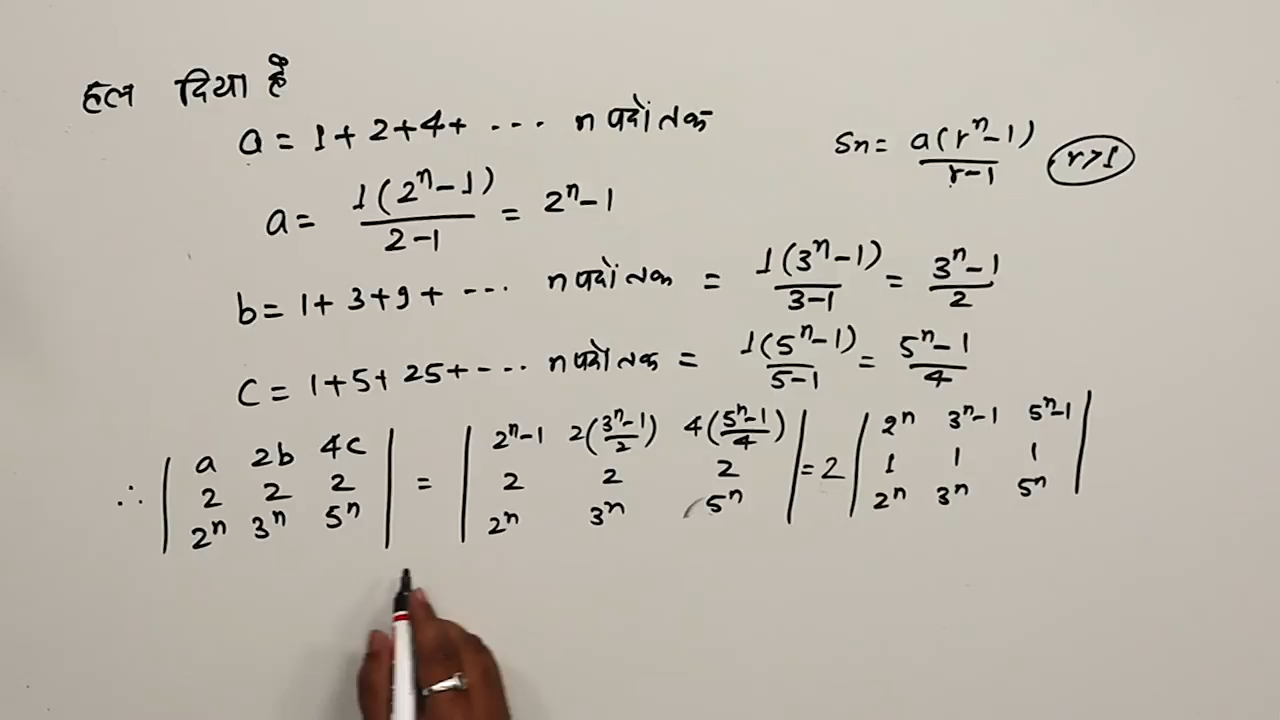 हल दिया है
a = 1 + 2 + 4 + ... n पदों तक
Sn = a(rⁿ-1)/r-1 r>1
a = 1(2ⁿ-1)/2-1 = 2ⁿ-1
b = 1 + 3 + 9 + ... n पदों तक = 1(3ⁿ-1)/3-1 = 3ⁿ-1/2
C = 1 + 5 + 25 + ... n पदों तक = 1(5ⁿ-1)/5-1 = 5ⁿ-1/4
∴ | a 2b 4c | = | 2ⁿ-1 2(3ⁿ-1/2) 4(5ⁿ-1/4) | = 2 | 2ⁿ 3ⁿ-1 5ⁿ-1 |
| 2 2 2 | | 2 2 2 | | 1 1 1 |
| 2ⁿ 3ⁿ 5ⁿ | | 2ⁿ 3ⁿ 5ⁿ | | 2ⁿ 3ⁿ 5ⁿ |